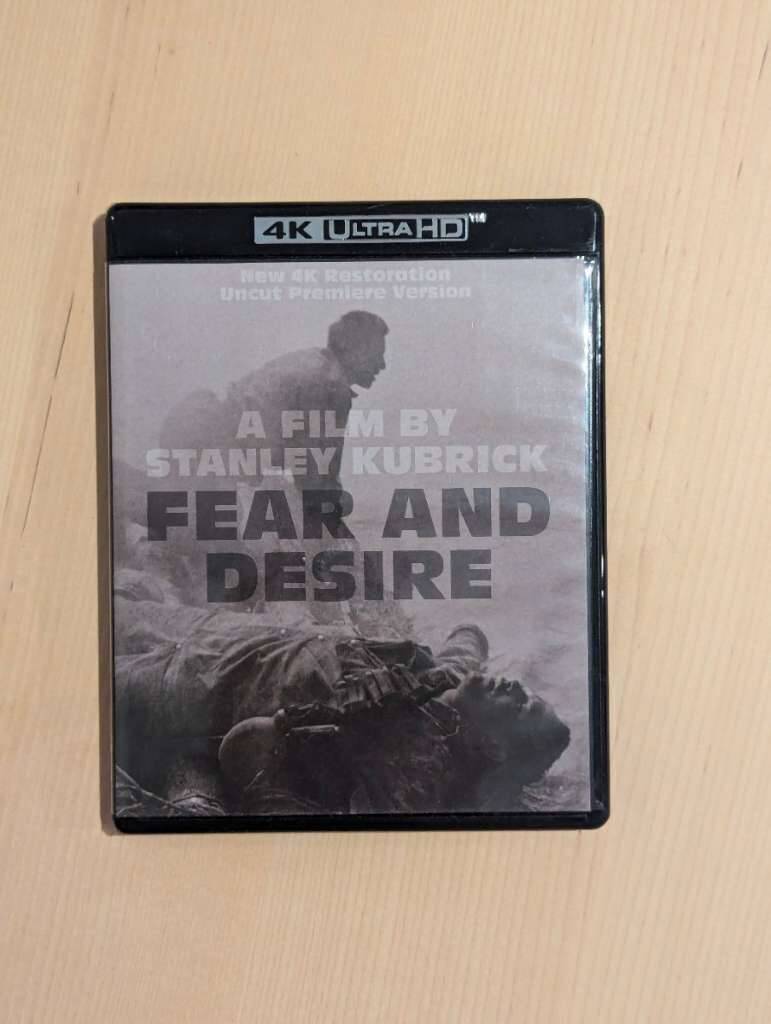 4K ULTRA HD
New 4K Restoration
Uncut Premiere Version
A FILM BY
STANLEY KUBRICK
FEAR AND
DESIRE